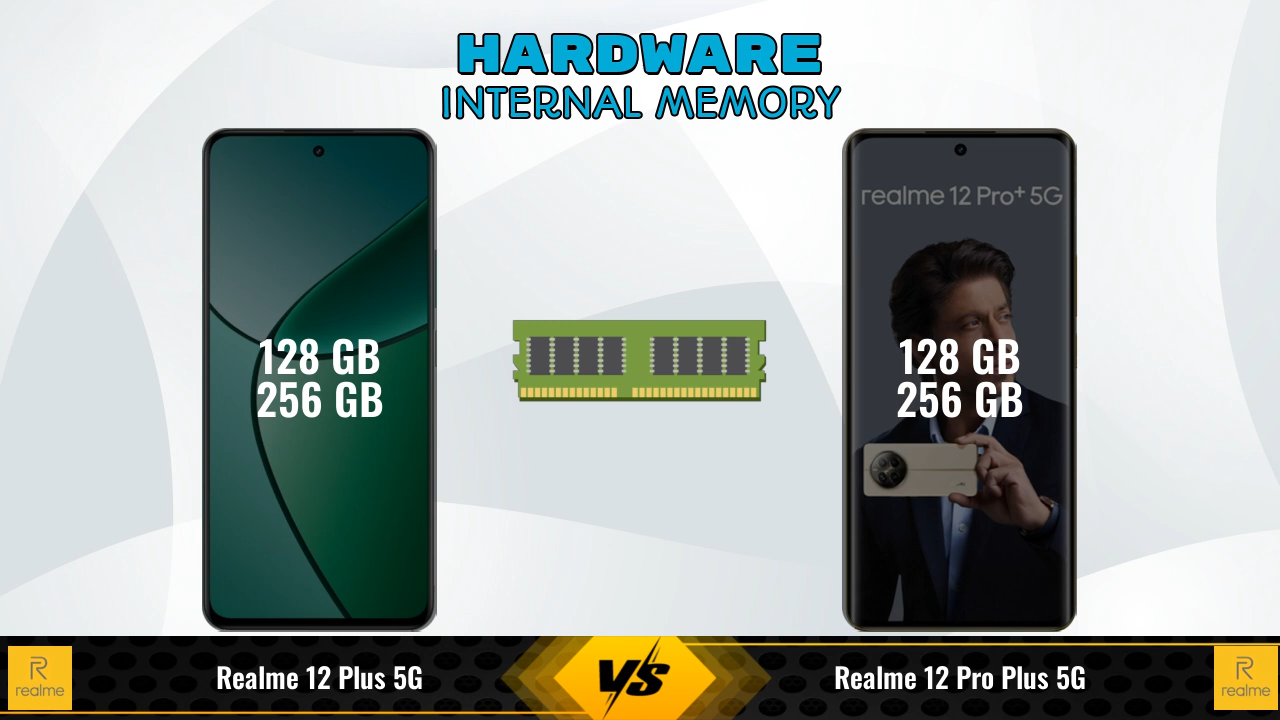 HARDWARE
INTERNAL MEMORY
realme 12 Pro+ 5G
128 GB
256 GB
128 GB
256 GB
R
realme
Realme 12 Plus 5G
VS
Realme 12 Pro Plus 5G
R
realme